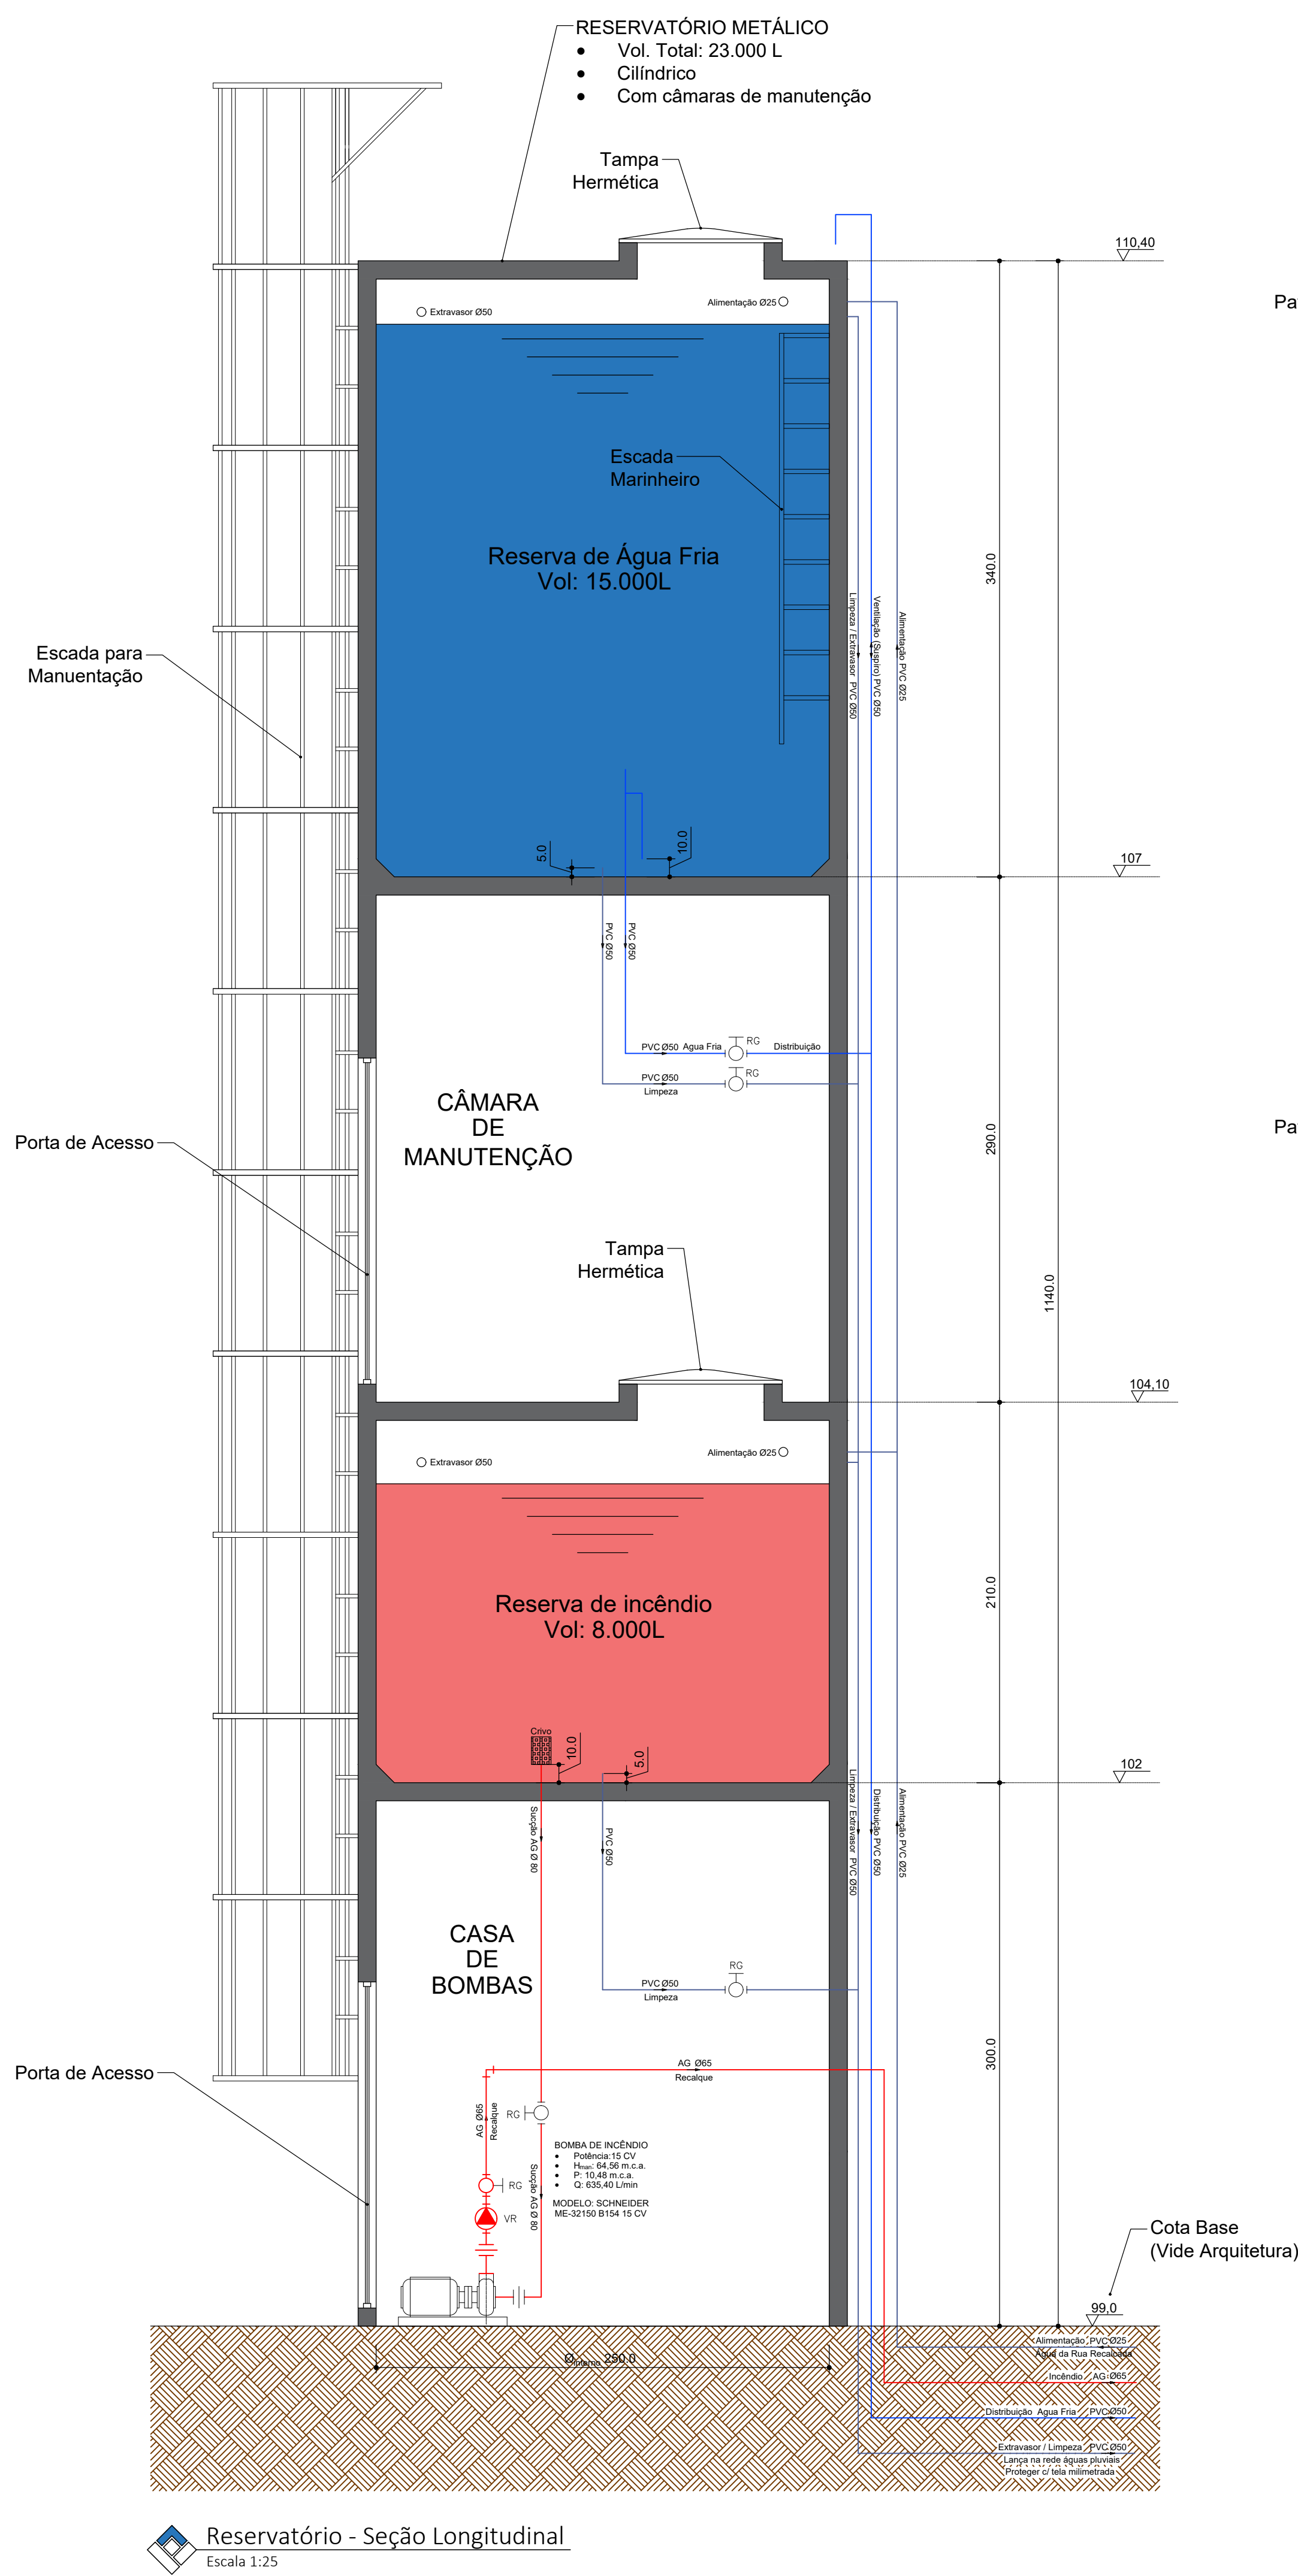 RESERVATÓRIO METÁLICO
● Vol. Total: 23.000 L
● Cilíndrico
● Com câmaras de manutenção
Tampa
Hermética
110,40
Pa
Alimentação Ø25
Extravasor Ø50
Escada
Marinheiro
Reserva de Água Fria
Vol: 15.000L
340.0
Limpeza / Extravasor PVC Ø50
Ventilação (Suspiro) PVC Ø50
Alimentação PVC Ø25
Escada para
Manuentação
5.0
10.0
107
PVC Ø50
PVC Ø50
PVC Ø50 Agua Fria
RG
Distribuição
PVC Ø50
Limpeza
RG
CÂMARA
DE
MANUTENÇÃO
Pa
Porta de Acesso
290.0
Tampa
Hermética
1140.0
104,10
Alimentação Ø25
Extravasor Ø50
Reserva de incêndio
Vol: 8.000L
210.0
Crivo
10.0
5.0
102
Sucção AG Ø 80
PVC Ø50
Limpeza / Extravasor PVC Ø50
Distribuição PVC Ø50
Alimentação PVC Ø25
CASA
DE
BOMBAS
RG
PVC Ø50
Limpeza
300.0
Porta de Acesso
AG Ø65
Recalque
AG Ø65
Recalque
RG
BOMBA DE INCÊNDIO
● Potência:15 CV
● Hman: 64,56 m.c.a.
● P: 10,48 m.c.a.
● Q: 635,40 L/min
MODELO: SCHNEIDER
ME-32150 B154 15 CV
Sucção AG Ø 80
RG
VR
Cota Base
(Vide Arquitetura)
99,0
Alimentação PVC Ø25
Agua da Rua Recalcada
Øinterno 250.0
Incêndio AG Ø65
Distribuição Agua Fria PVC Ø50
Extravasor / Limpeza PVC Ø50
Lança na rede águas pluviais
Proteger c/ tela milimetrada
Reservatório - Seção Longitudinal
Escala 1:25